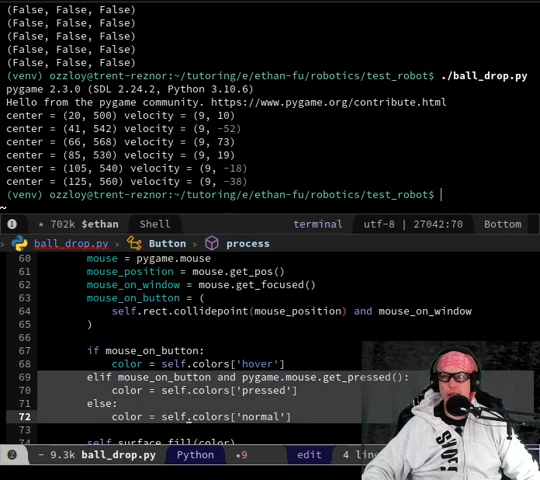 (False, False, False)
(False, False, False)
(False, False, False)
(False, False, False)
(False, False, False)
(venv) ozzloy@trent-reznor:~/tutoring/e/ethan-fu/robotics/test_robot$ ./ball_drop.py
pygame 2.3.0 (SDL 2.24.2, Python 3.10.6)
Hello from the pygame community. https://www.pygame.org/contribute.html
center = (20, 500) velocity = (9, 10)
center = (41, 542) velocity = (9, -52)
center = (66, 568) velocity = (9, 73)
center = (85, 530) velocity = (9, 19)
center = (105, 540) velocity = (9, -18)
center = (125, 560) velocity = (9, -38)
(venv) ozzloy@trent-reznor:~/tutoring/e/ethan-fu/robotics/test_robot$
~
1 * 702k $ethan Shell terminal utf-8 | 27042:70 Bottom
ball_drop.py › Button › process
60 mouse = pygame.mouse
61 mouse_position = mouse.get_pos()
62 mouse_on_window = mouse.get_focused()
63 mouse_on_button = (
64 self.rect.collidepoint(mouse_position) and mouse_on_window
65 )
66
67 if mouse_on_button:
68 color = self.colors['hover']
69 elif mouse_on_button and pygame.mouse.get_pressed():
70 color = self.colors['pressed']
71 else:
72 color = self.colors['normal']
73
74 self.surface.fill(color)
2 - 9.3k ball_drop.py Python •9 edit 4 line